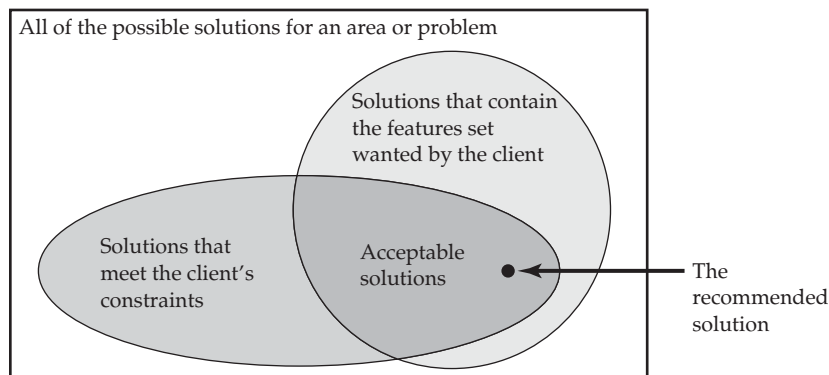 All of the possible solutions for an area or problem
Solutions that contain
the features set
wanted by the client
Solutions that
meet the client’s
constraints
Acceptable
solutions
The
recommended
solution